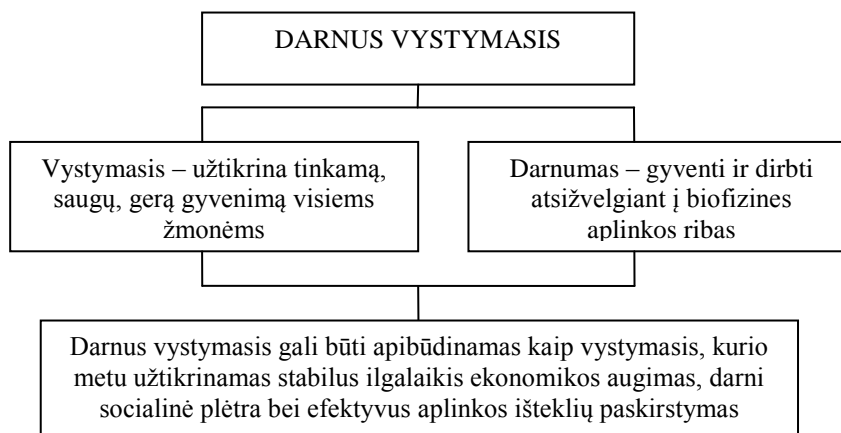 DARNUS VYSTYMASIS
Vystymasis – užtikrina tinkamą,
saugų, gerą gyvenimą visiems
žmonėms
Darnumas – gyventi ir dirbti
atsižvelgiant į biofizines
aplinkos ribas
Darnus vystymasis gali būti apibūdinamas kaip vystymasis, kurio
metu užtikrinamas stabilus ilgalaikis ekonomikos augimas, darni
socialinė plėtra bei efektyvus aplinkos išteklių paskirstymas